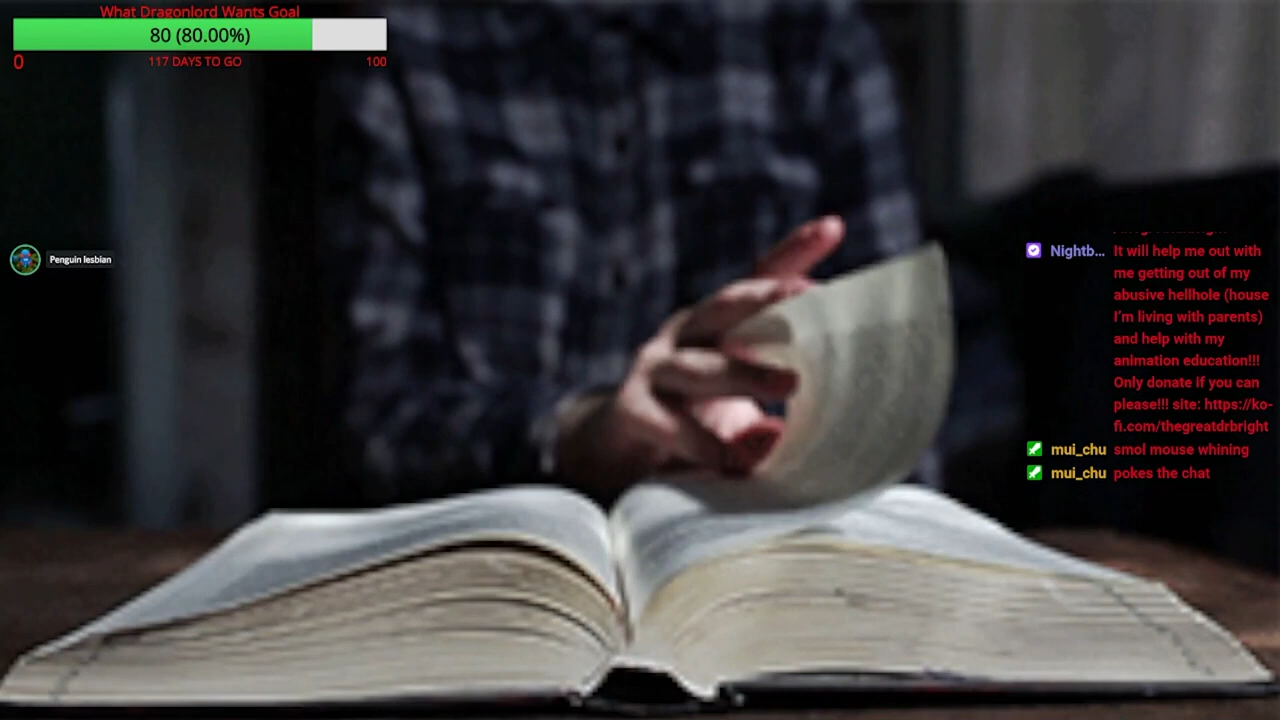 What Dragonlord Wants Goal
80 (80.00%)
0
117 DAYS TO GO
100
Penguin lesbian
Nightb... It will help me out with
me getting out of my
abusive hellhole (house
I'm living with parents)
and help with my
animation education!!!
Only donate if you can
please!!! site: https://ko-
fi.com/thegreatdrbright
mui_chu smol mouse whining
mui_chu pokes the chat